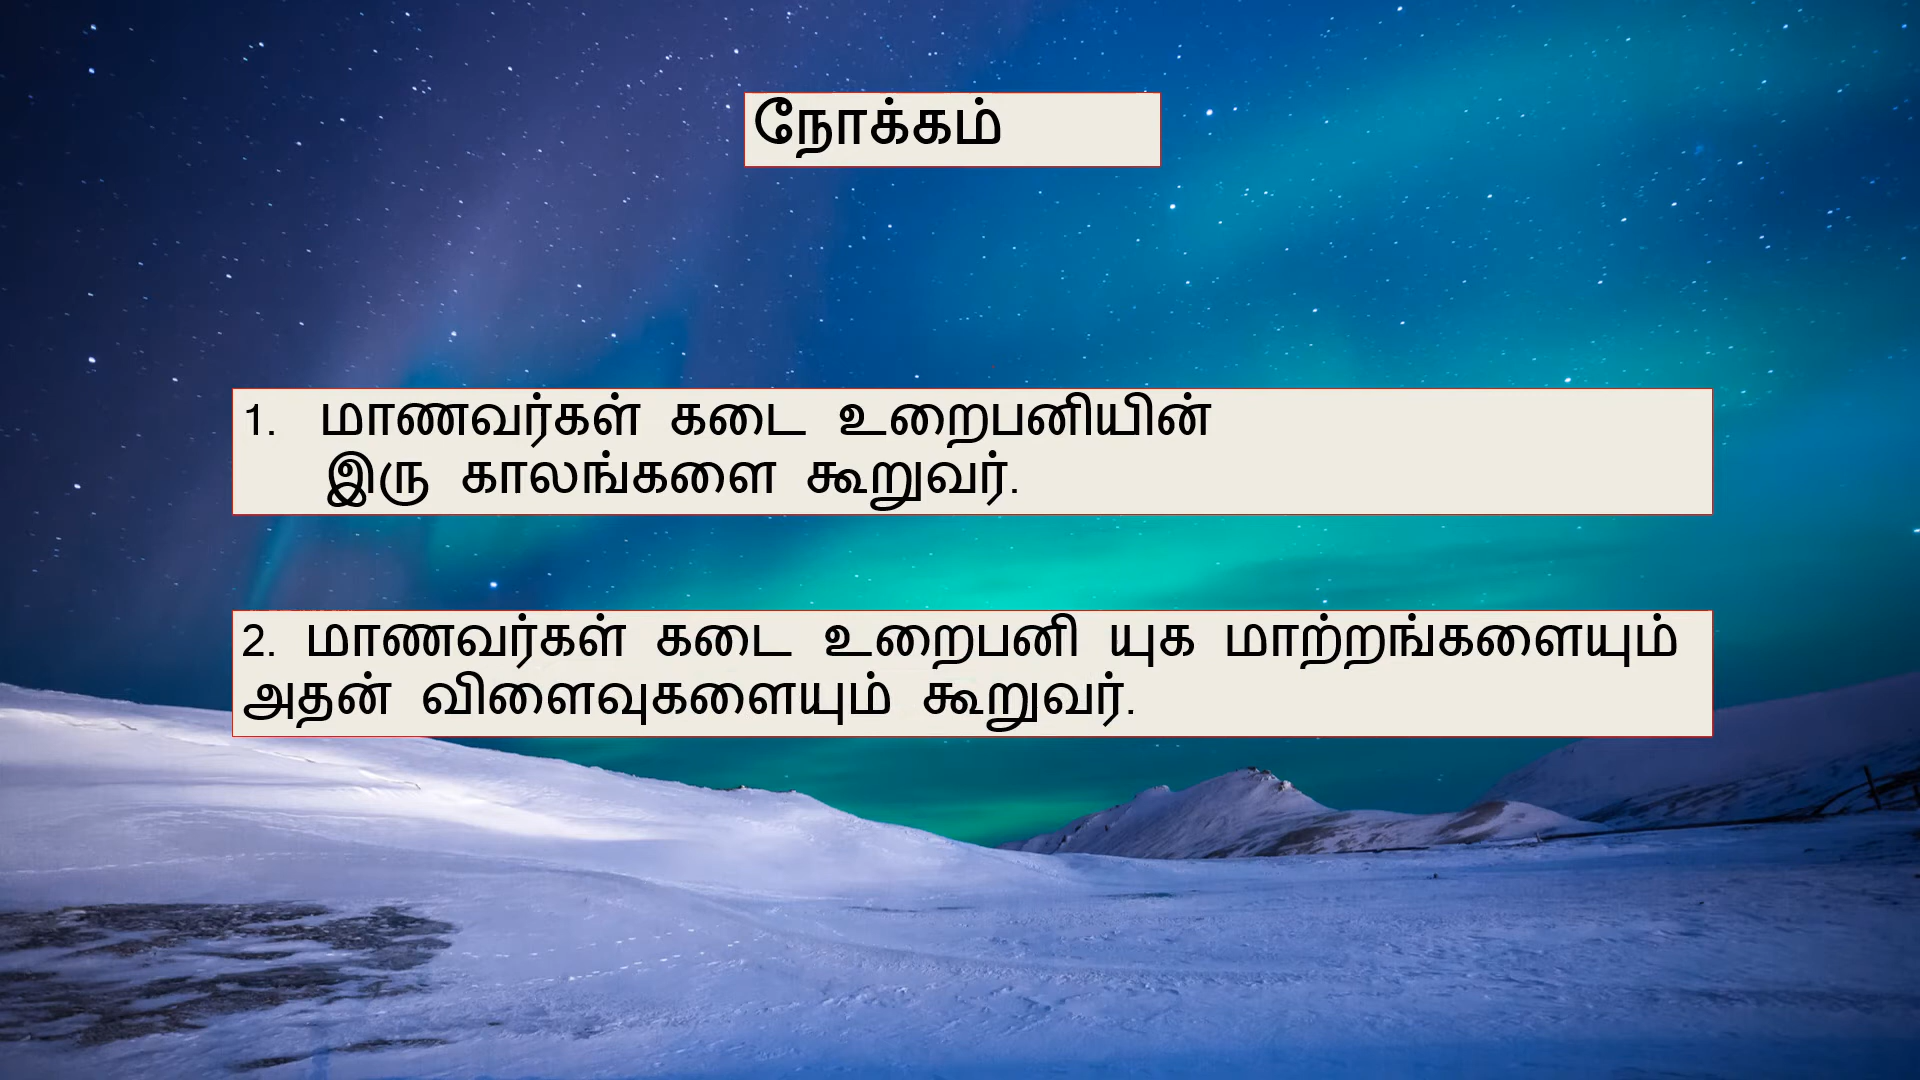 நோக்கம்
1. மாணவர்கள் கடை உறைபனியின்
இரு காலங்களை கூறுவர்.
2. மாணவர்கள் கடை உறைபனி யுக மாற்றங்களையும்
அதன் விளைவுகளையும் கூறுவர்.